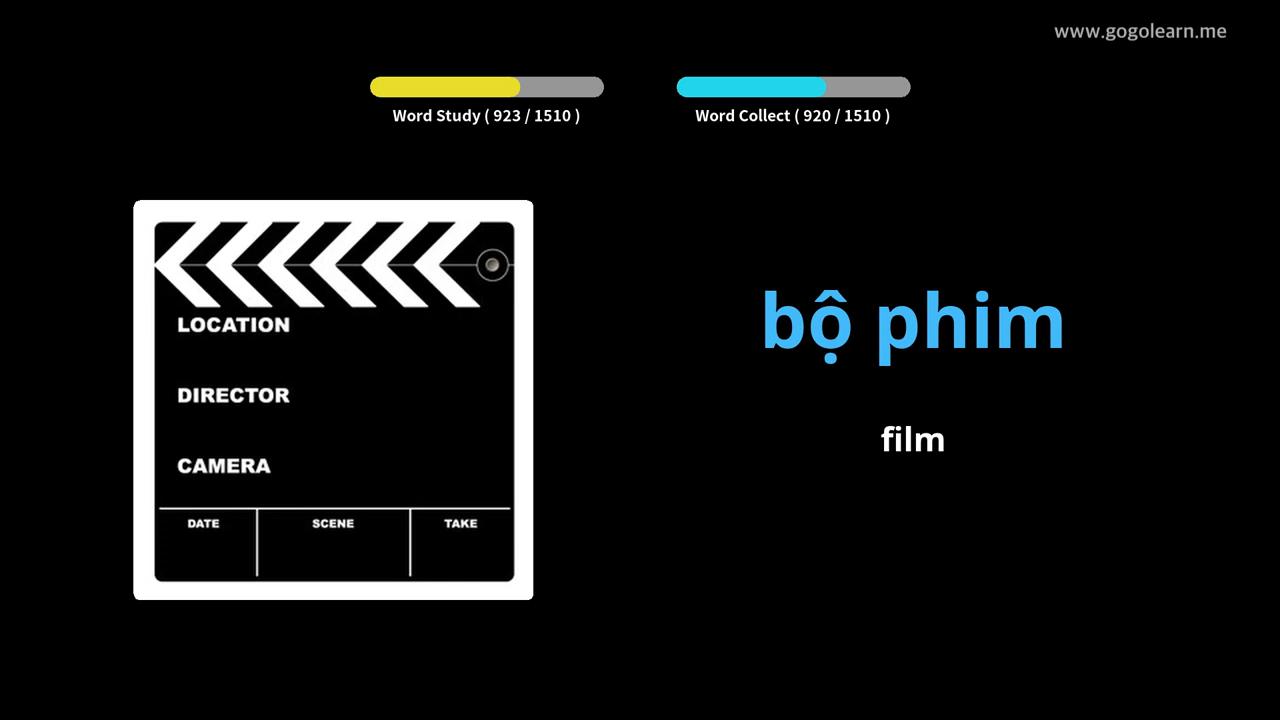 www.gogolearn.me
Word Study ( 923 / 1510 )
Word Collect ( 920 / 1510 )
LOCATION
DIRECTOR
CAMERA
DATE
SCENE
TAKE
bộ phim
film